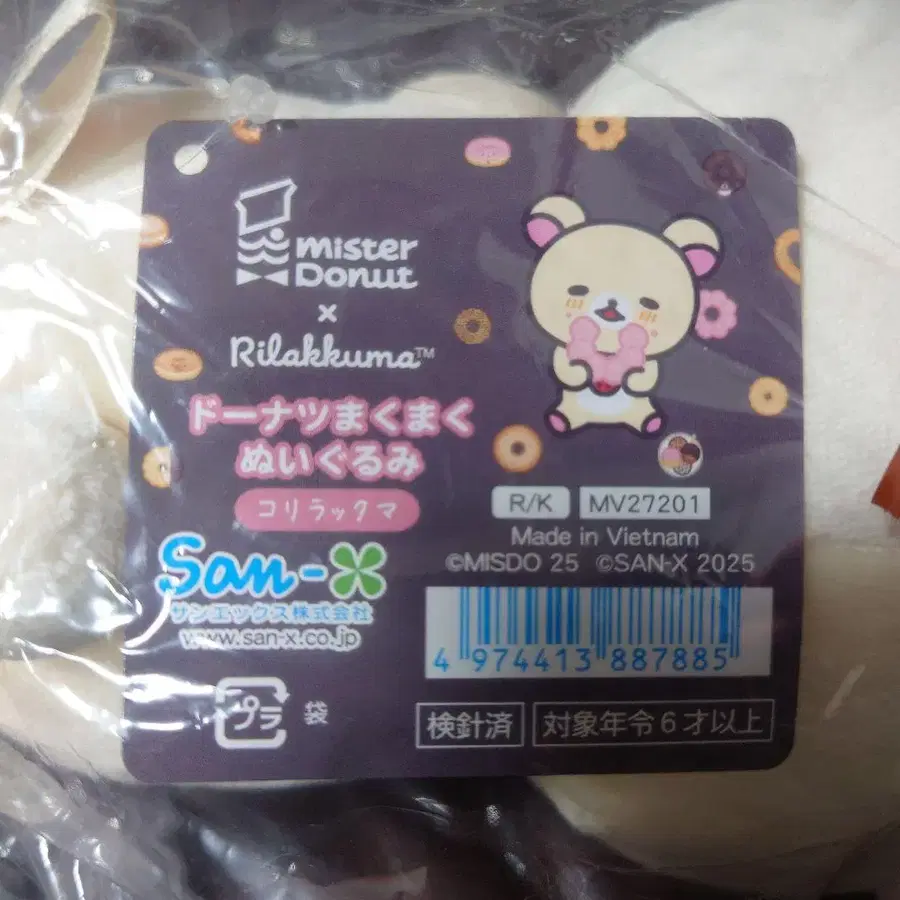 mister
Donut
×
Rilakkuma™
ドーナツまくまく
ぬいぐるみ
コリラックマ
San-X
サンエックス株式会社
www.san-x.co.jp
プラ 袋
R/K MV27201
Made in Vietnam
©MISDO 25 ©SAN-X 2025
4 974413 887885
検針済 対象年令6才以上